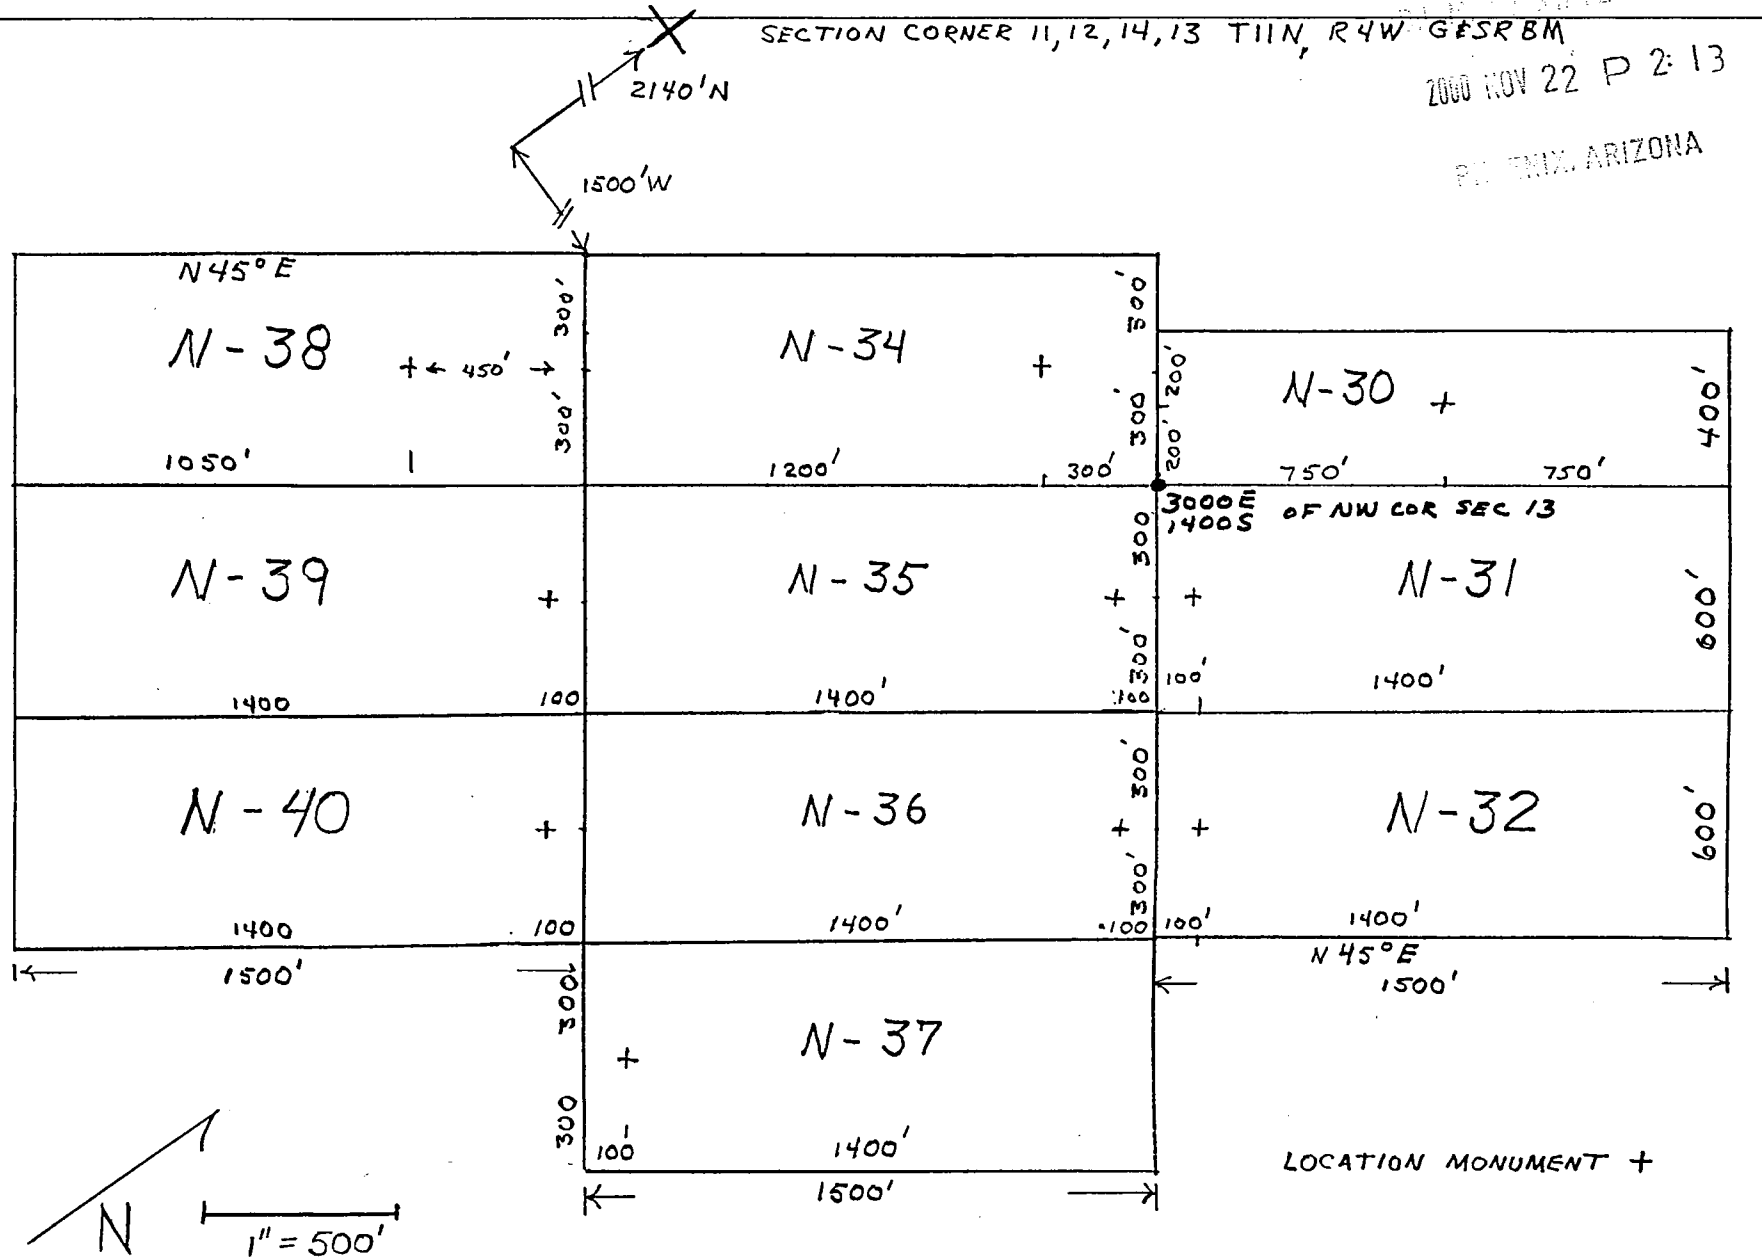 SECTION CORNER 11, 12, 14, 13 T11N, R4W G&SRBM
2000 NOV 22 P 2:13
ARIZONA
2140'N
1500'W
N45°E
N-38
450'
300'
300'
1050'
N-34
300'
300'
1200'
300'
N-30
200'
200'
400'
750'
750'
3000E
1400S
OF NW COR SEC 13
N-39
1400
100
N-35
300
300'
1400'
100
N-31
600'
100'
1400'
N-40
1400
100
N-36
300'
300'
1400'
100
N-32
600'
100'
1400'
N45°E
1500'
1500'
N-37
300
300
100'
1400'
1500'
LOCATION MONUMENT +
N
1" = 500'